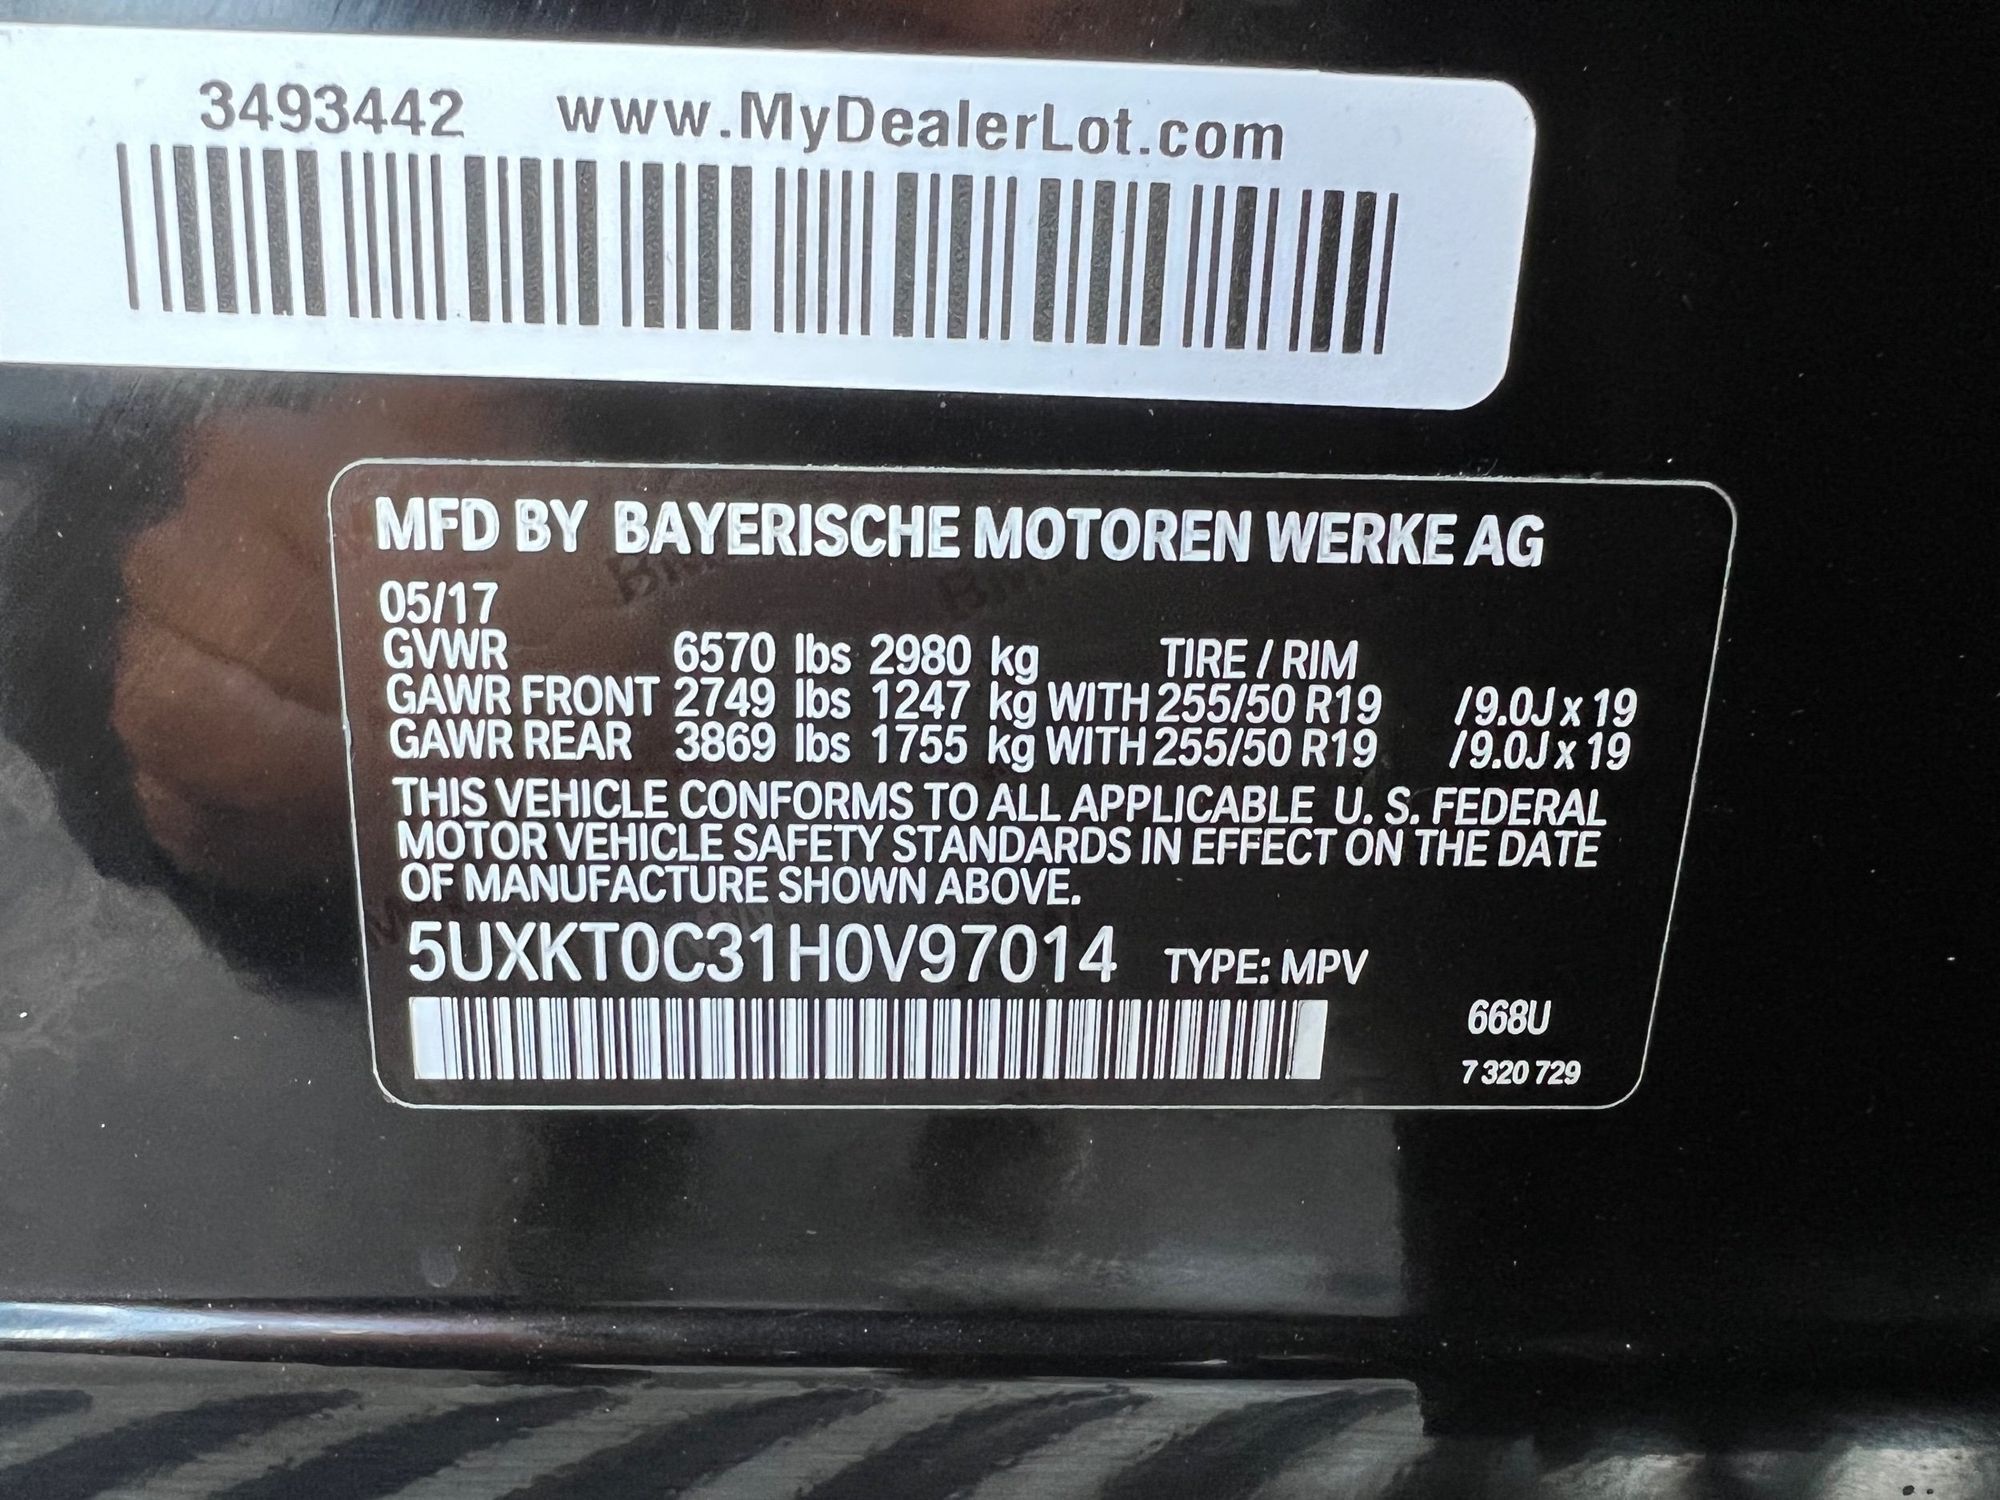 3493442 www.MyDealerLot.com
MFD BY BAYERISCHE MOTOREN WERKE AG
05/17
GVWR 6570 lbs 2980 kg TIRE / RIM
GAWR FRONT 2749 lbs 1247 kg WITH 255/50 R19 /9.0J x 19
GAWR REAR 3869 lbs 1755 kg WITH 255/50 R19 /9.0J x 19
THIS VEHICLE CONFORMS TO ALL APPLICABLE U. S. FEDERAL
MOTOR VEHICLE SAFETY STANDARDS IN EFFECT ON THE DATE
OF MANUFACTURE SHOWN ABOVE.
5UXKT0C31H0V97014 TYPE: MPV
668U
7 320 729